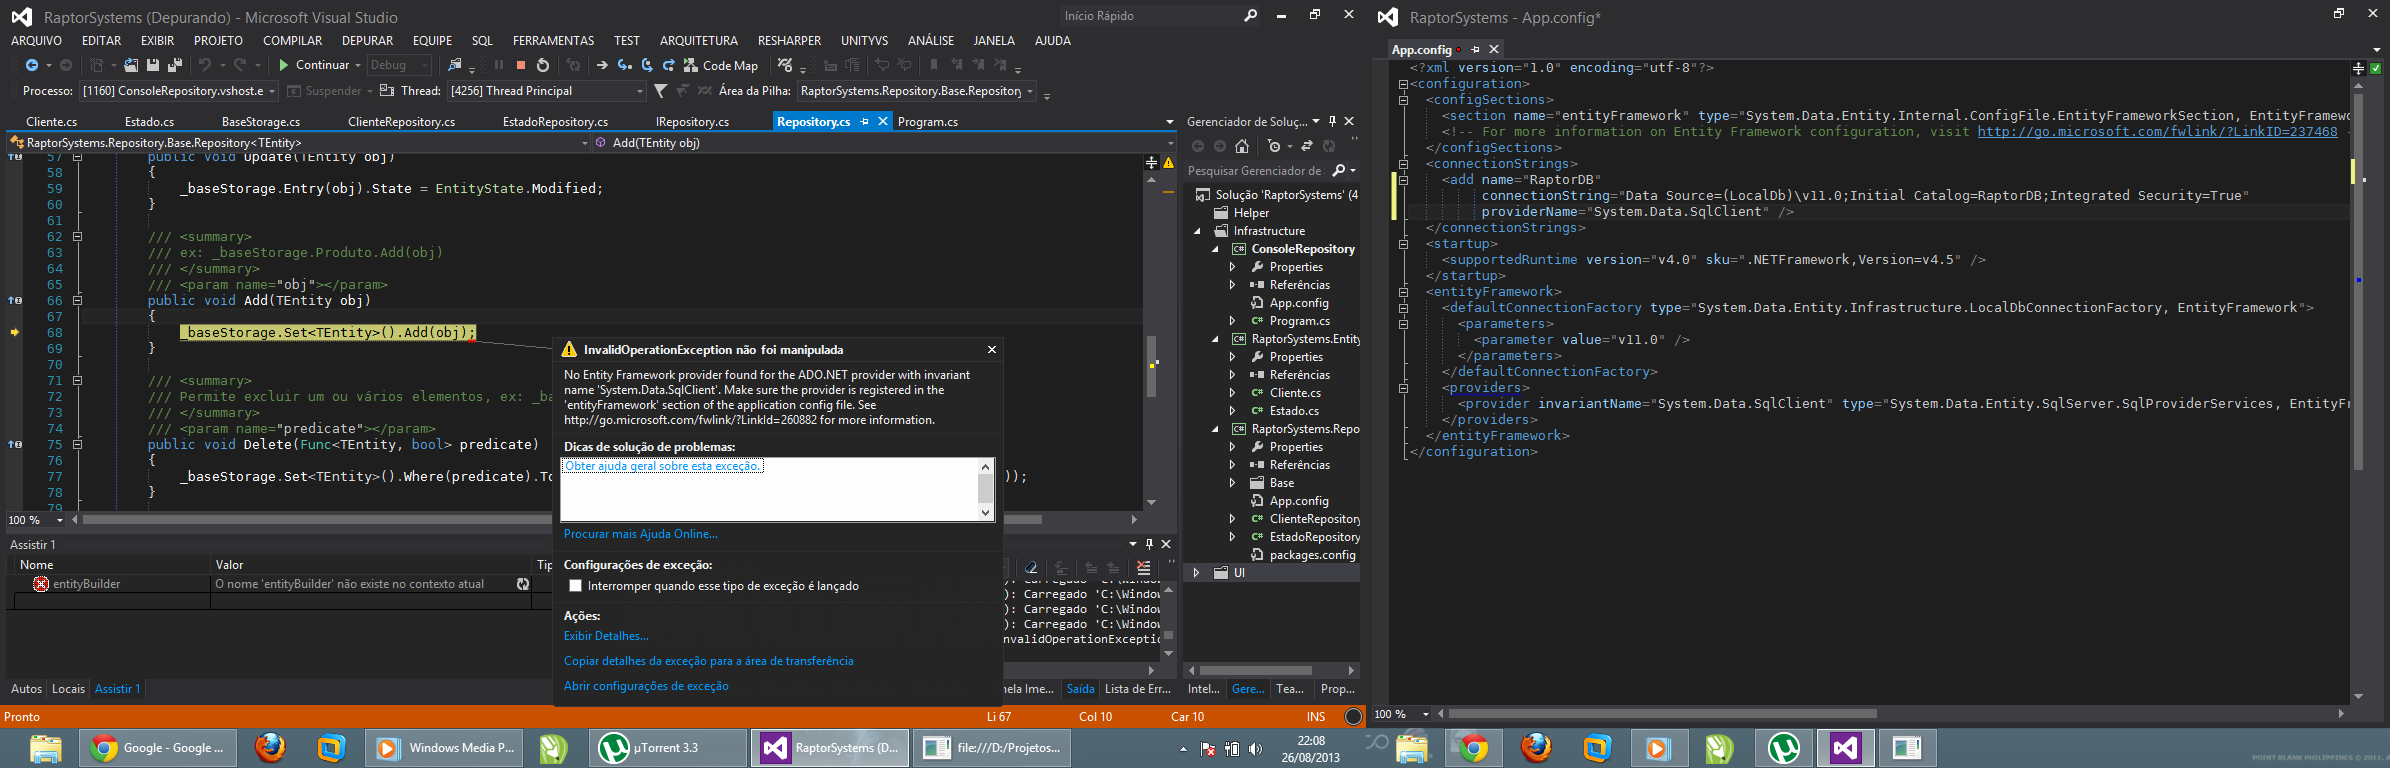 RaptorSystems (Depurando) - Microsoft Visual Studio
Início Rápido
ARQUIVO EDITAR EXIBIR PROJETO COMPILAR DEPURAR EQUIPE SQL FERRAMENTAS TEST ARQUITETURA RESHARPER UNITYVS ANÁLISE JANELA AJUDA
Continuar Debug Code Map
Processo: [1160] ConsoleRepository.vshost.e Suspender Thread: [4256] Thread Principal Área da Pilha: RaptorSystems.Repository.Base.Repository
Cliente.cs Estado.cs BaseStorage.cs ClienteRepository.cs EstadoRepository.cs IRepository.cs Repository.cs Program.cs
RaptorSystems.Repository.Base.Repository<TEntity> Add(TEntity obj)
57 public void Update(TEntity obj)
58 {
59 _baseStorage.Entry(obj).State = EntityState.Modified;
60 }
61
62 /// <summary>
63 /// ex: _baseStorage.Produto.Add(obj)
64 /// </summary>
65 /// <param name="obj"></param>
66 public void Add(TEntity obj)
67 {
68 _baseStorage.Set<TEntity>().Add(obj);
69 }
70
71 /// <summary>
72 /// Permite excluir um ou vários elementos, ex: _ba
73 /// </summary>
74 /// <param name="predicate"></param>
75 public void Delete(Func<TEntity, bool> predicate)
76 {
77 _baseStorage.Set<TEntity>().Where(predicate).To ));
78 }
79
100 %
InvalidOperationException não foi manipulada
No Entity Framework provider found for the ADO.NET provider with invariant
name 'System.Data.SqlClient'. Make sure the provider is registered in the
'entityFramework' section of the application config file. See
http://go.microsoft.com/fwlink/?LinkId=260882 for more information.
Dicas de solução de problemas:
Obter ajuda geral sobre esta exceção.
Procurar mais Ajuda Online...
Configurações de exceção:
Interromper quando esse tipo de exceção é lançado
Ações:
Exibir Detalhes...
Copiar detalhes da exceção para a área de transferência
Abrir configurações de exceção
Assistir 1
Nome Valor Tip
entityBuilder O nome 'entityBuilder' não existe no contexto atual
): Carregado 'C:\Window
): Carregado 'C:\Window
): Carregado 'C:\Window
): Carregado 'C:\Window
nvalidOperationExceptic
Autos Locais Assistir 1
nela Ime... Saída Lista de Err...
Gerenciador de Soluç...
Pesquisar Gerenciador de
Solução 'RaptorSystems' (4
Helper
Infrastructure
ConsoleRepository
Properties
Referências
App.config
Program.cs
RaptorSystems.Entity
Properties
Referências
Cliente.cs
Estado.cs
RaptorSystems.Repo
Properties
Referências
Base
App.config
ClienteRepository
EstadoRepository
packages.config
UI
Intel... Gere... Tea... Prop...
Pronto Li 67 Col 10 Car 10 INS
RaptorSystems - App.config*
App.config
<?xml version="1.0" encoding="utf-8"?>
<configuration>
<configSections>
<section name="entityFramework" type="System.Data.Entity.Internal.ConfigFile.EntityFrameworkSection, EntityFramewo
<!-- For more information on Entity Framework configuration, visit http://go.microsoft.com/fwlink/?LinkID=237468 -
</configSections>
<connectionStrings>
<add name="RaptorDB"
connectionString="Data Source=(LocalDb)\v11.0;Initial Catalog=RaptorDB;Integrated Security=True"
providerName="System.Data.SqlClient" />
</connectionStrings>
<startup>
<supportedRuntime version="v4.0" sku=".NETFramework,Version=v4.5" />
</startup>
<entityFramework>
<defaultConnectionFactory type="System.Data.Entity.Infrastructure.LocalDbConnectionFactory, EntityFramework">
<parameters>
<parameter value="v11.0" />
</parameters>
</defaultConnectionFactory>
<providers>
<provider invariantName="System.Data.SqlClient" type="System.Data.Entity.SqlServer.SqlProviderServices, EntityFr
</providers>
</entityFramework>
</configuration>
100 %
Google - Google ... Windows Media P... µTorrent 3.3 RaptorSystems (D... file:///D:/Projetos...
22:08
26/08/2013
POINT BLANK PHILIPPINES © 2011. A